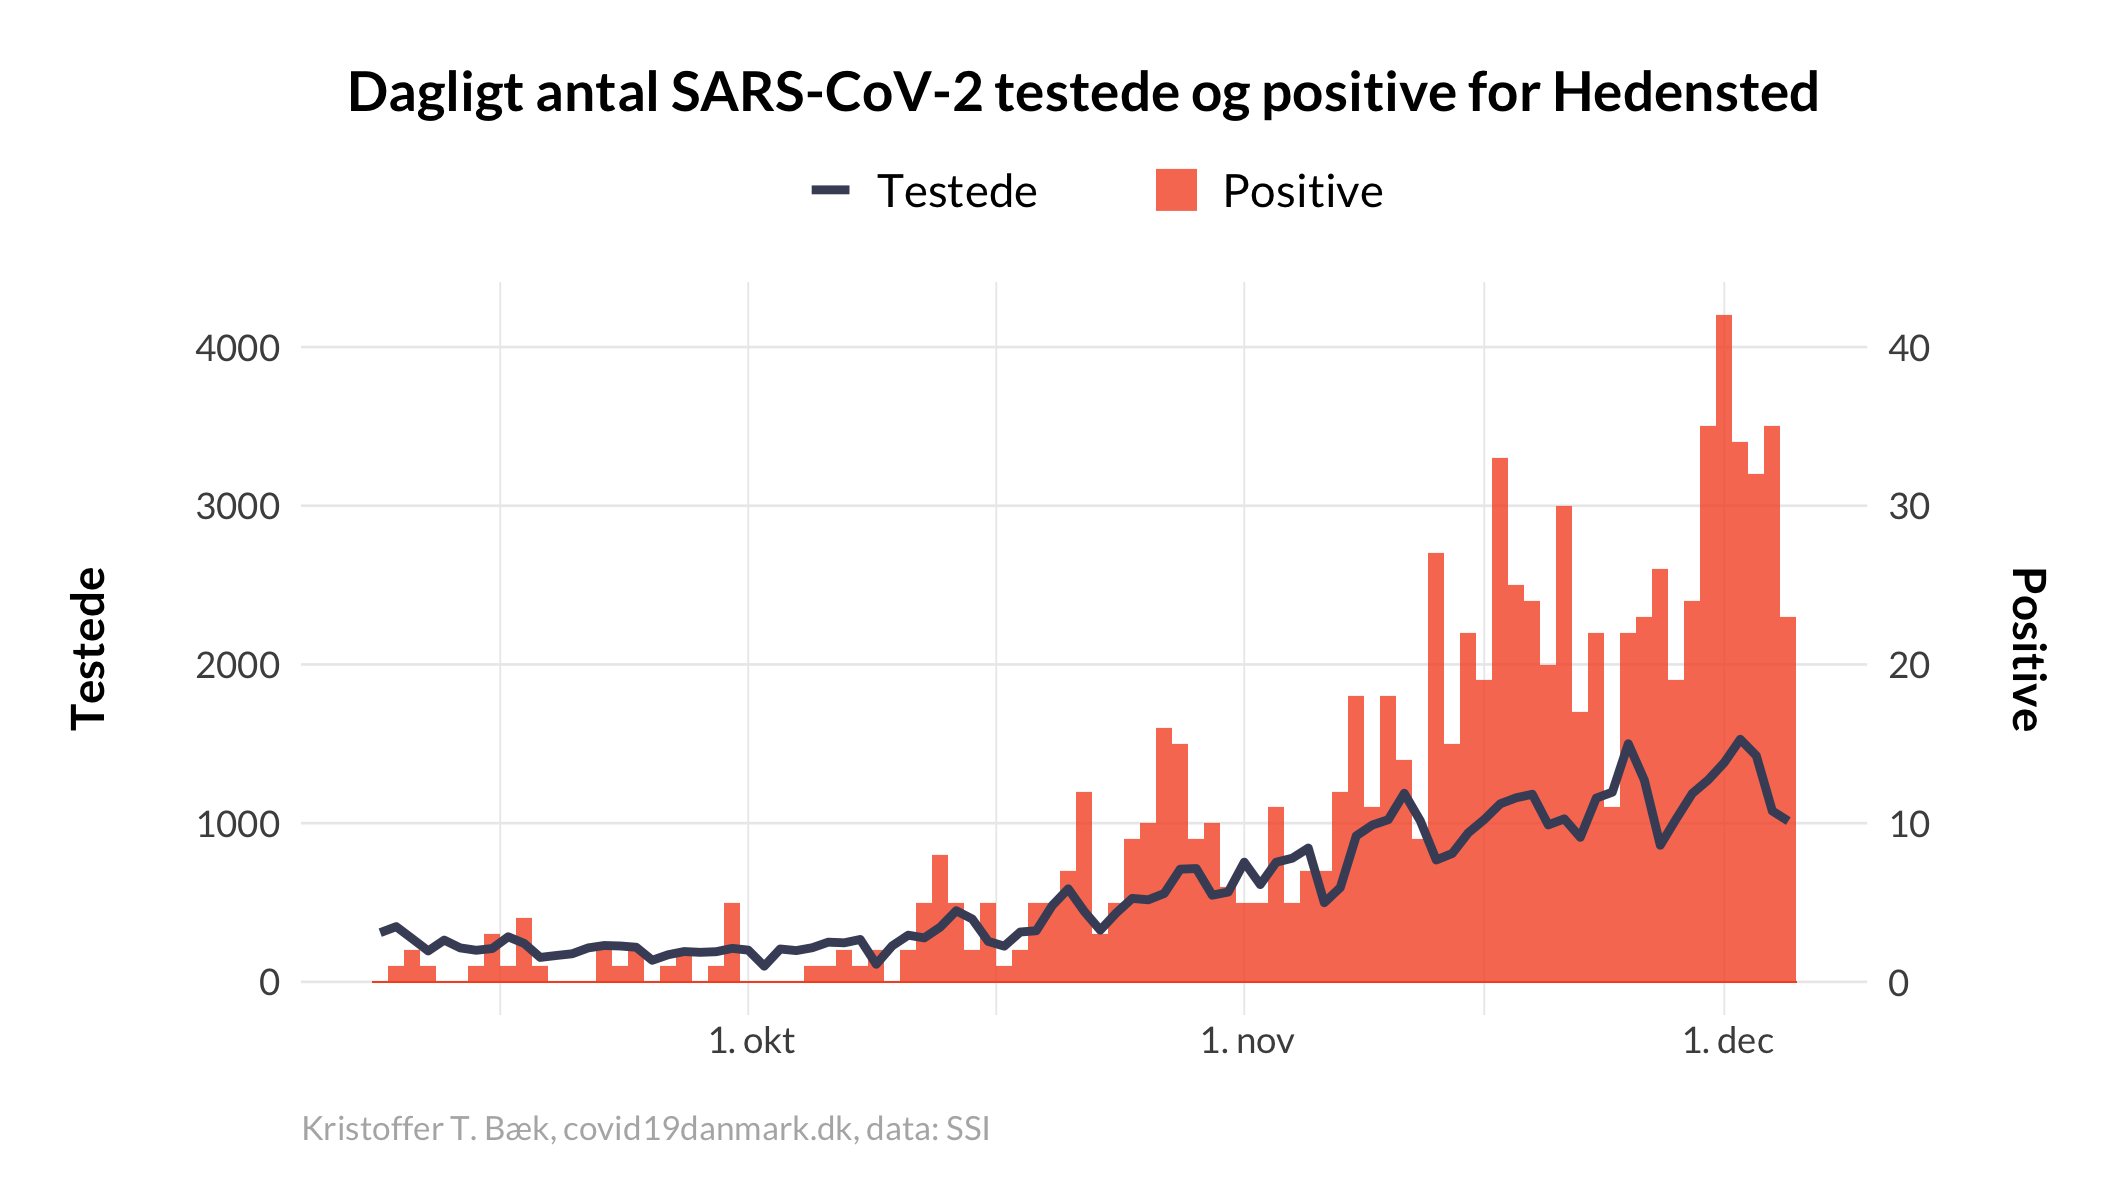 Dagligt antal SARS-CoV-2 testede og positive for Hedensted
Testede
Positive
4000
3000
2000
1000
0
40
30
20
10
0
Testede
Positive
1. okt
1. nov
1. dec
Kristoffer T. Bæk, covid19danmark.dk, data: SSI